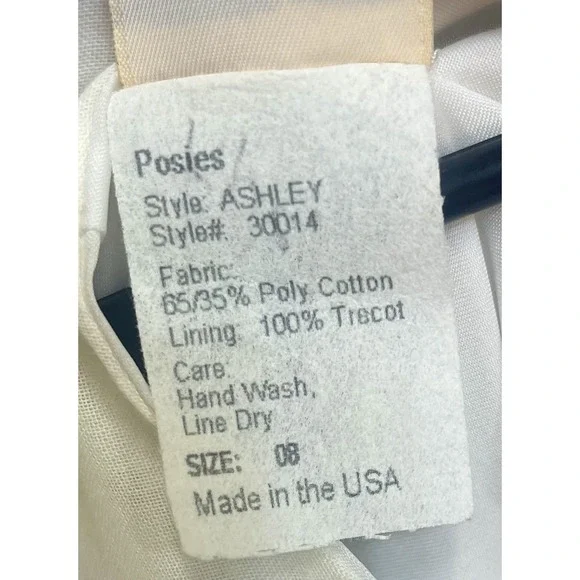 Posies
Style: ASHLEY
Style#: 30014
Fabric:
65/35% Poly Cotton
Lining: 100% Trecot
Care:
Hand Wash,
Line Dry
SIZE: 08
Made in the USA